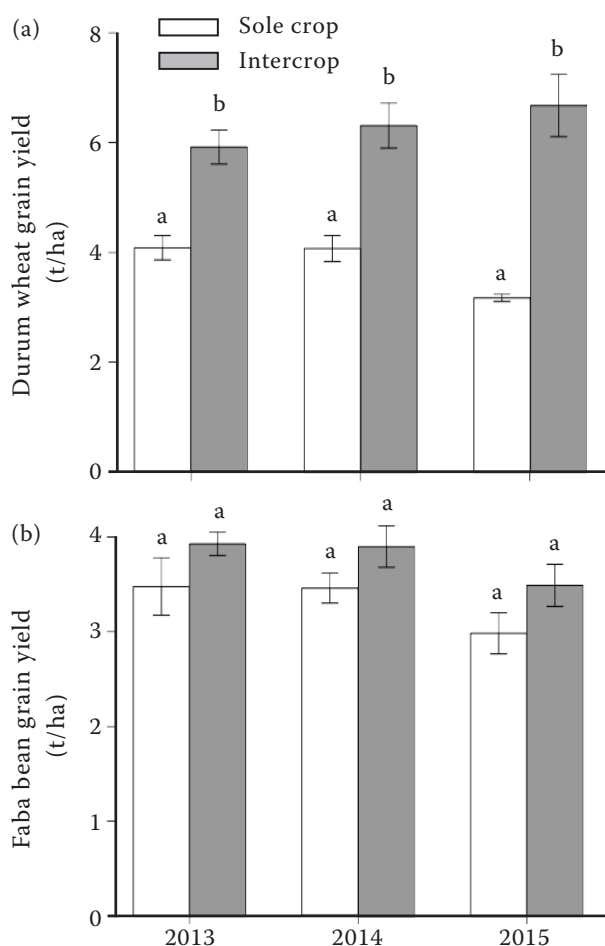 (a)
Sole crop
Intercrop
Durum wheat grain yield
(t/ha)
8
6
4
2
0
a
b
a
b
a
b
(b)
Faba bean grain yield
(t/ha)
4
3
2
1
0
a
a
a
a
a
a
2013
2014
2015